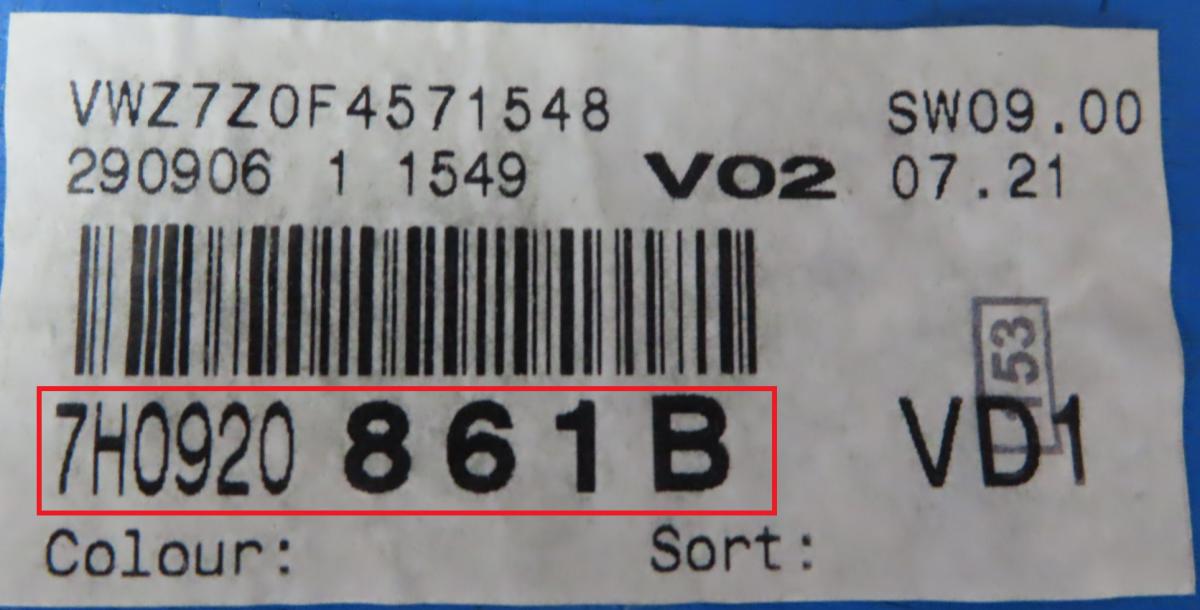 VWZ7Z0F4571548 SW09.00
290906 1 1549 V02 07.21
153
7H0920 861B VD1
Colour: Sort: